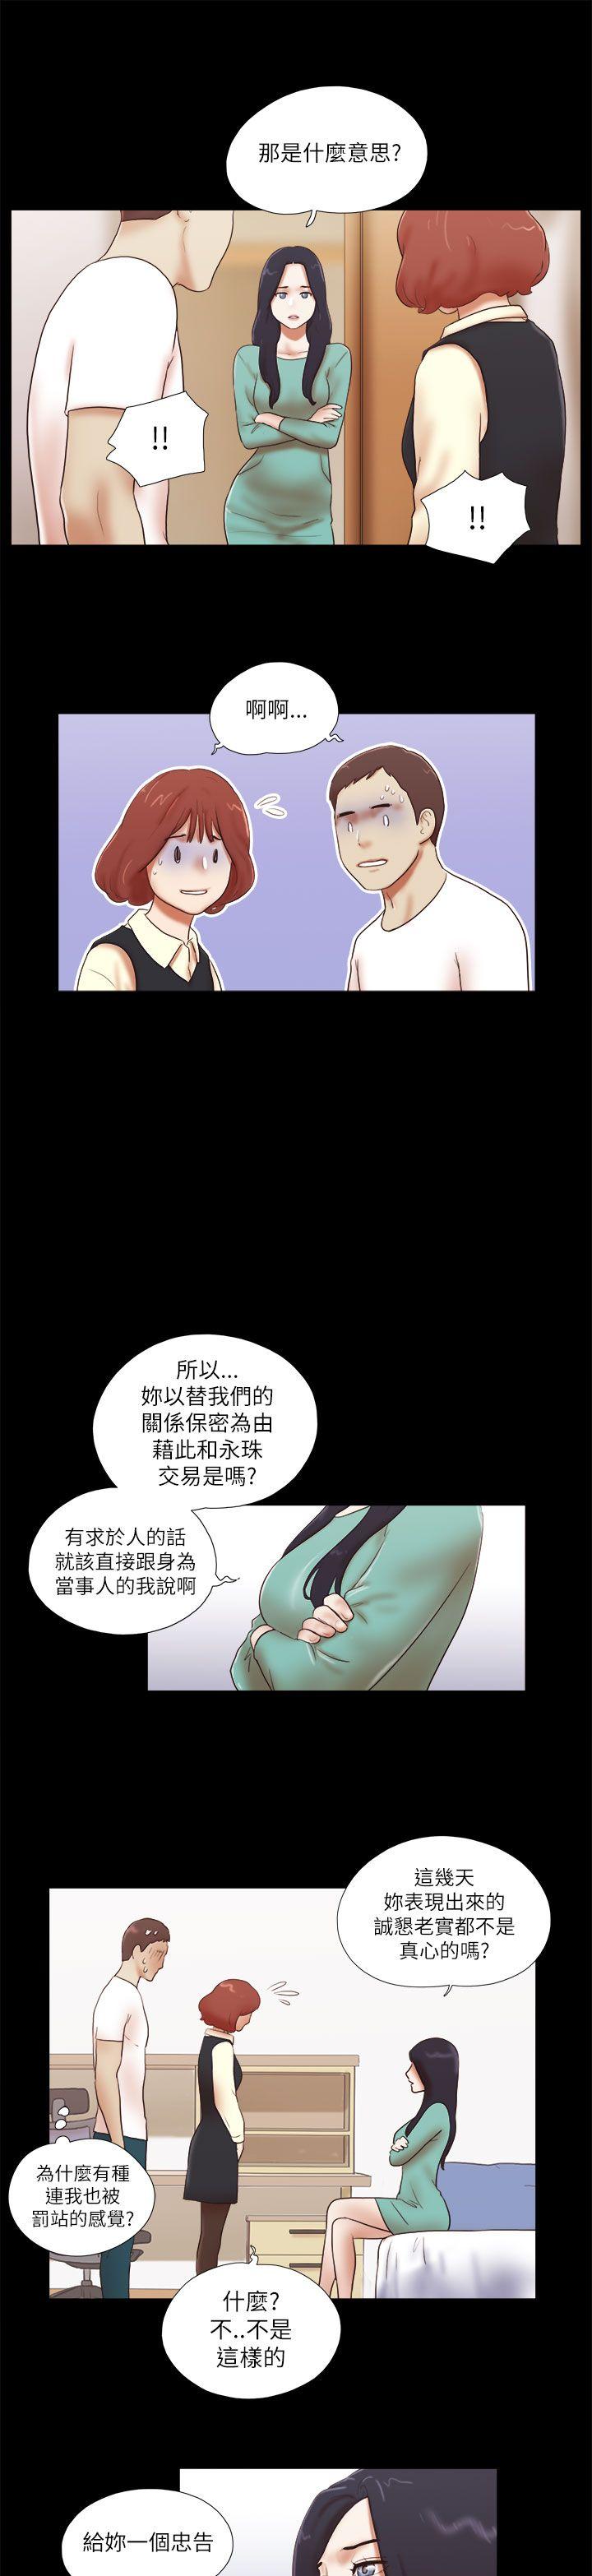 那是什麼意思?
!!
!!
啊啊...
所以...
妳以替我們的
關係保密為由
藉此和永珠
交易是嗎?
有求於人的話
就該直接跟身為
當事人的我說啊
這幾天
妳表現出來的
誠懇老實都不是
真心的嗎?
為什麼有種
連我也被
罰站的感覺?
什麼?
不..不是
這樣的
給妳一個忠告